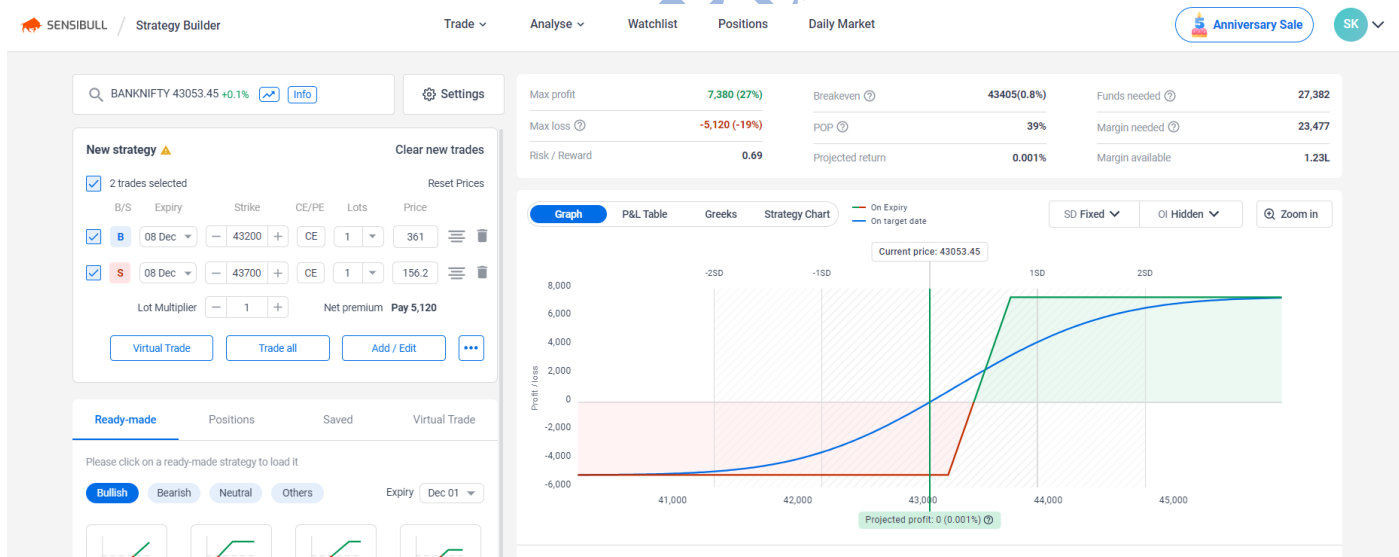 SENSIBULL / Strategy Builder Trade Analyse Watchlist Positions Daily Market 5 Anniversary Sale SK
BANKNIFTY 43053.45 +0.1% Info Settings
New strategy Clear new trades
2 trades selected Reset Prices
B/S Expiry Strike CE/PE Lots Price
B 08 Dec − 43200 + CE 1 361
S 08 Dec − 43700 + CE 1 156.2
Lot Multiplier − 1 + Net premium Pay 5,120
Virtual Trade Trade all Add / Edit •••
Ready-made Positions Saved Virtual Trade
Please click on a ready-made strategy to load it
Bullish Bearish Neutral Others Expiry Dec 01
Max profit 7,380 (27%) Breakeven ? 43405(0.8%) Funds needed ? 27,382
Max loss ? -5,120 (-19%) POP ? 39% Margin needed ? 23,477
Risk / Reward 0.69 Projected return 0.001% Margin available 1.23L
Graph P&L Table Greeks Strategy Chart On Expiry SD Fixed OI Hidden Zoom in
On target date
Current price: 43053.45
-2SD -1SD 1SD 2SD
8,000
6,000
4,000
2,000
0
-2,000
-4,000
-6,000
Profit / loss
41,000 42,000 43,000 44,000 45,000
Projected profit: 0 (0.001%) ?